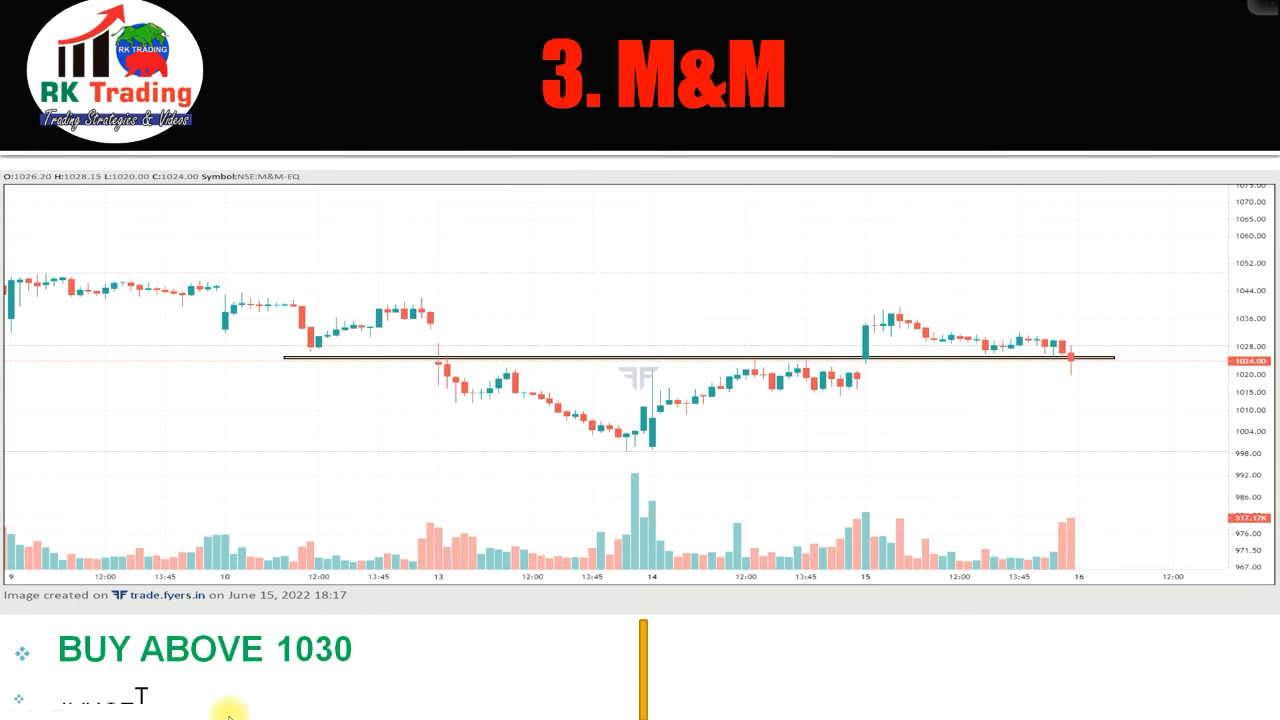 RK TRADING
RK Trading
Trading Strategies & Videos
3. M&M
O:1026.20 H:1028.15 L:1020.00 C:1024.00 Symbol:NSE:M&M-EQ
1075.00
1070.00
1065.00
1060.00
1052.00
1044.00
1036.00
1028.00
1024.00
1020.00
1015.00
1010.00
1004.00
998.00
992.00
986.00
317.17K
976.00
971.50
967.00
9 12:00 13:45 10 12:00 13:45 13 12:00 13:45 14 12:00 13:45 15 12:00 13:45 16 12:00
Image created on trade.fyers.in on June 15, 2022 18:17
BUY ABOVE 1030